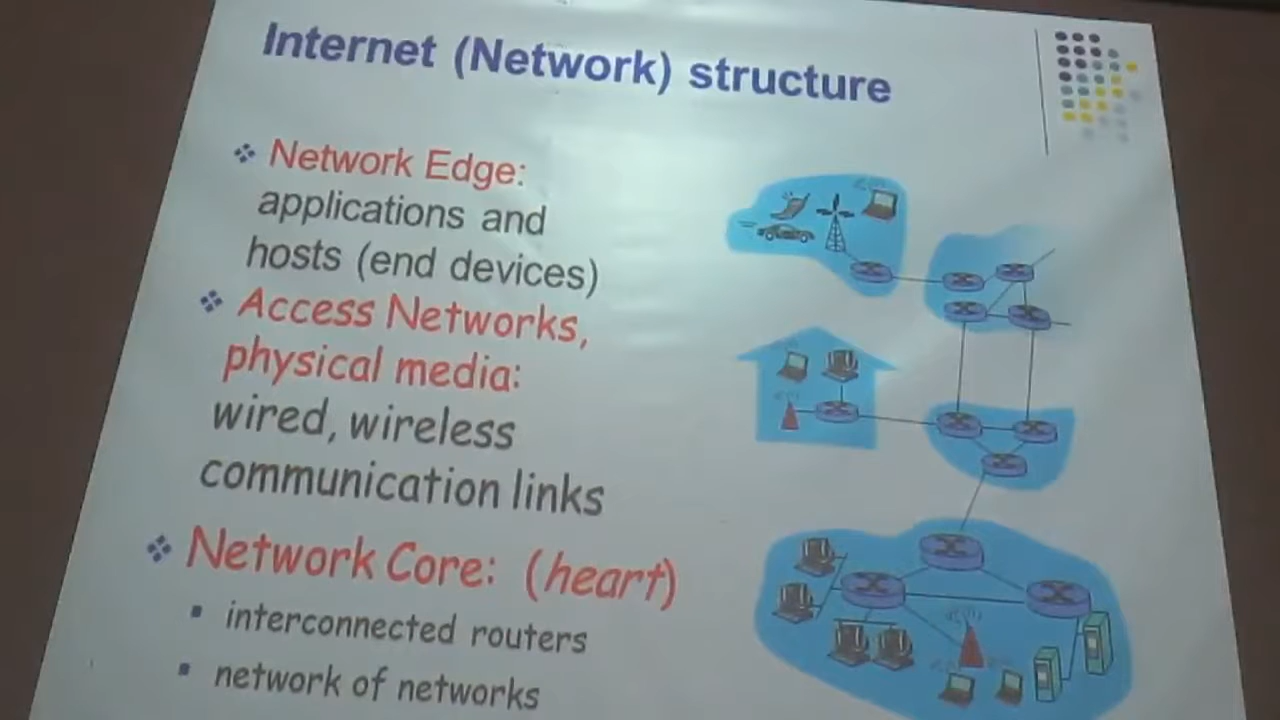 Internet (Network) structure
Network Edge:
applications and
hosts (end devices)
Access Networks,
physical media:
wired, wireless
communication links
Network Core: (heart)
interconnected routers
network of networks